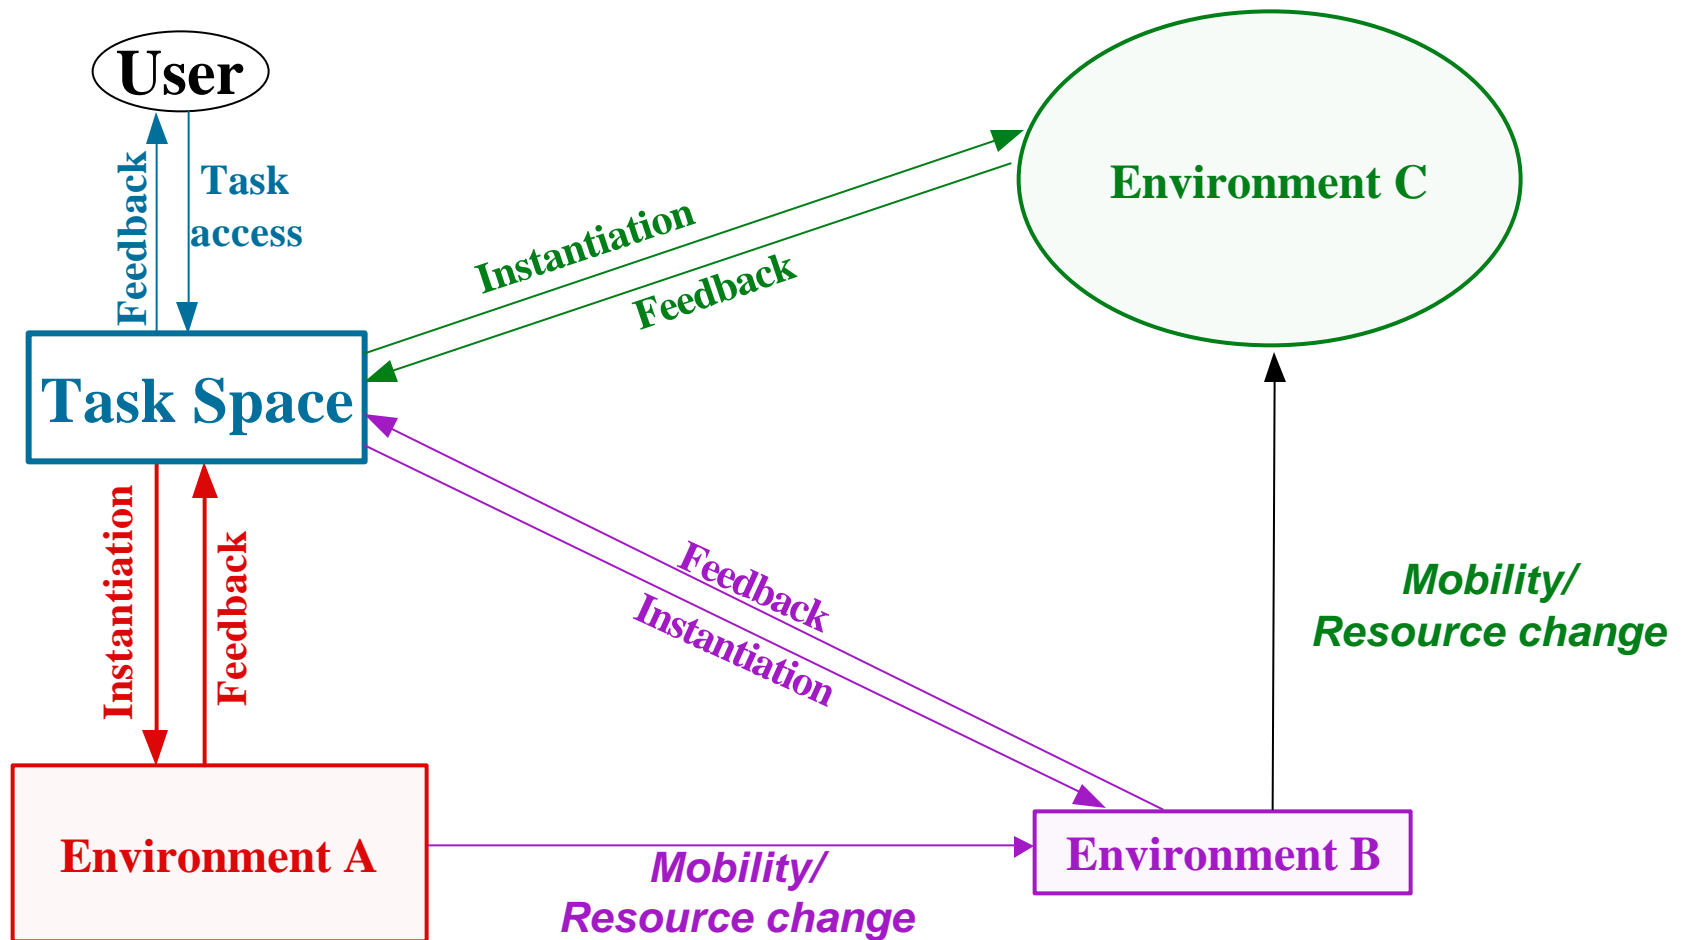 User
Feedback
Task
access
Instantiation
Feedback
Environment C
Task Space
Instantiation
Feedback
Feedback
Instantiation
Mobility/
Resource change
Environment A
Mobility/
Resource change
Environment B